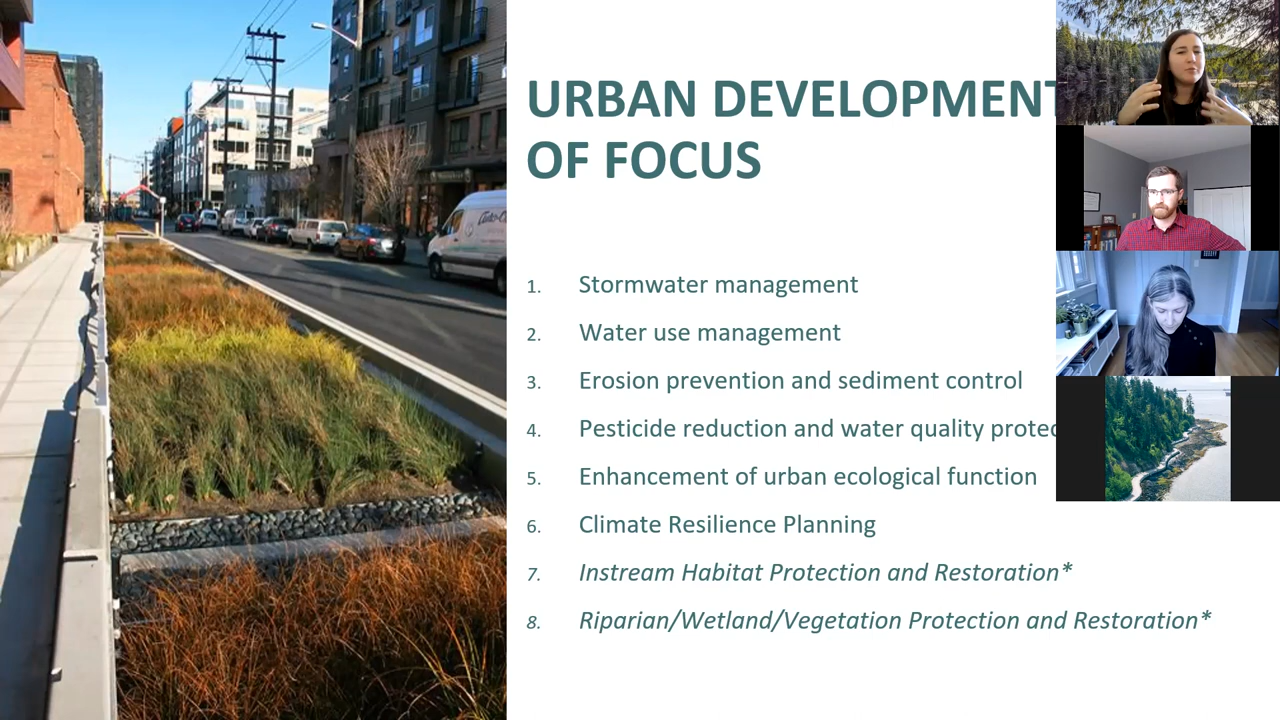 URBAN DEVELOPMENT
OF FOCUS
1. Stormwater management
2. Water use management
3. Erosion prevention and sediment control
4. Pesticide reduction and water quality
5. Enhancement of urban ecological function
6. Climate Resilience Planning
7. Instream Habitat Protection and Restoration*
8. Riparian/Wetland/Vegetation Protection and Restoration*